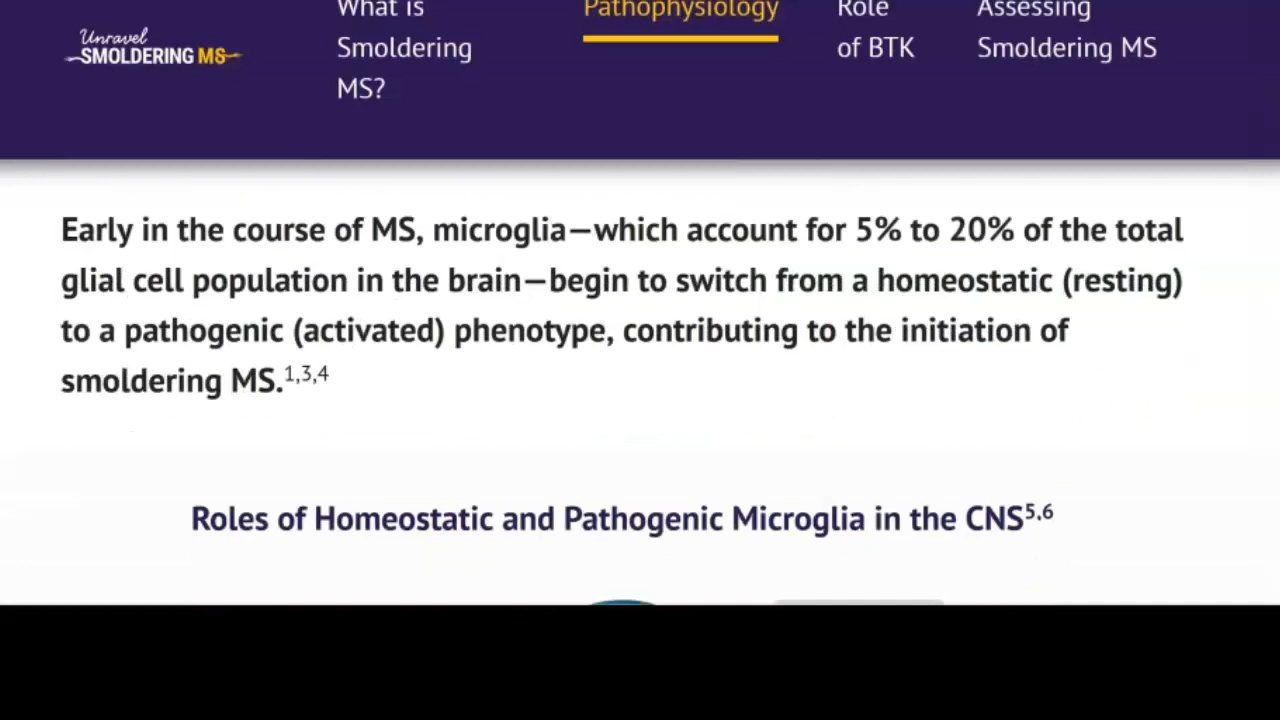 Unravel
SMOLDERING MS
What is
Smoldering
MS?
Pathophysiology
Role
of BTK
Assessing
Smoldering MS
Early in the course of MS, microglia—which account for 5% to 20% of the total
glial cell population in the brain—begin to switch from a homeostatic (resting)
to a pathogenic (activated) phenotype, contributing to the initiation of
smoldering MS.1,3,4
Roles of Homeostatic and Pathogenic Microglia in the CNS5,6